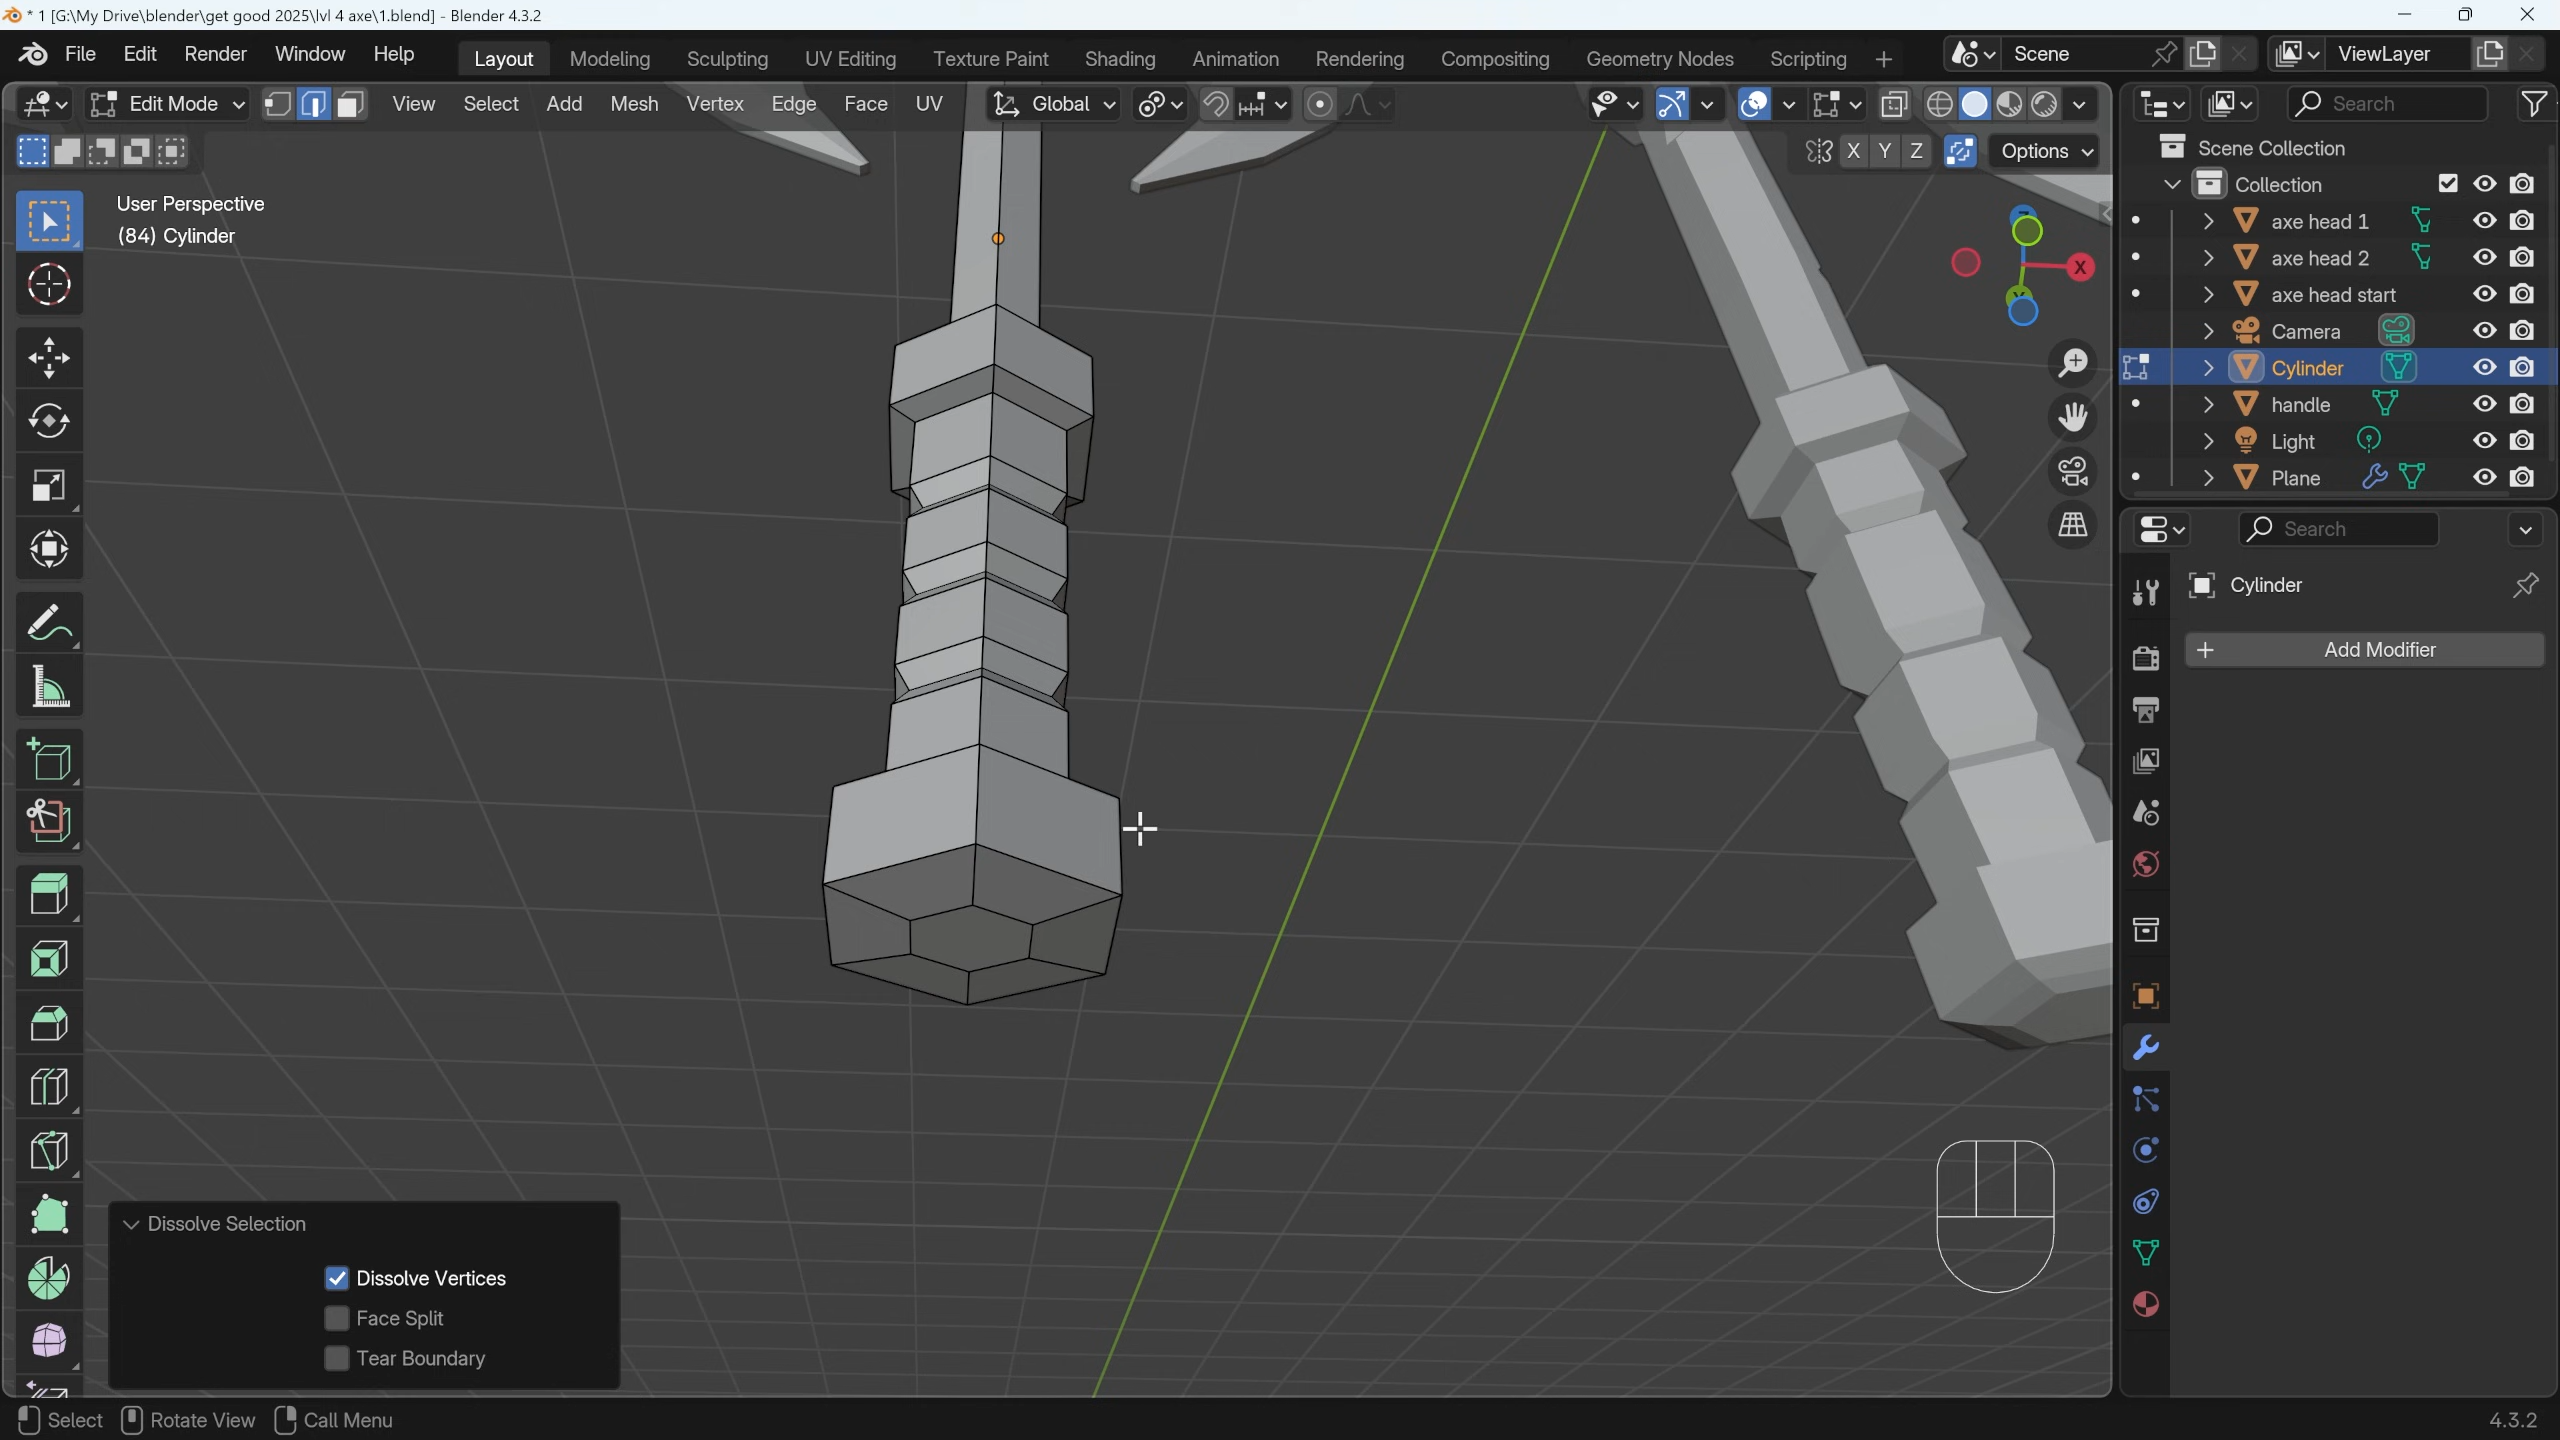 * 1 [G:\My Drive\blender\get good 2025\lvl 4 axe\1.blend] - Blender 4.3.2
File Edit Render Window Help Layout Modeling Sculpting UV Editing Texture Paint Shading Animation Rendering Compositing Geometry Nodes Scripting + Scene ViewLayer
Edit Mode View Select Add Mesh Vertex Edge Face UV Global Search
X Y Z Options
User Perspective
(84) Cylinder
X
Scene Collection
Collection
axe head 1
axe head 2
axe head start
Camera
Cylinder
handle
Light
Plane
Search
Cylinder
+ Add Modifier
Dissolve Selection
Dissolve Vertices
Face Split
Tear Boundary
Select Rotate View Call Menu 4.3.2